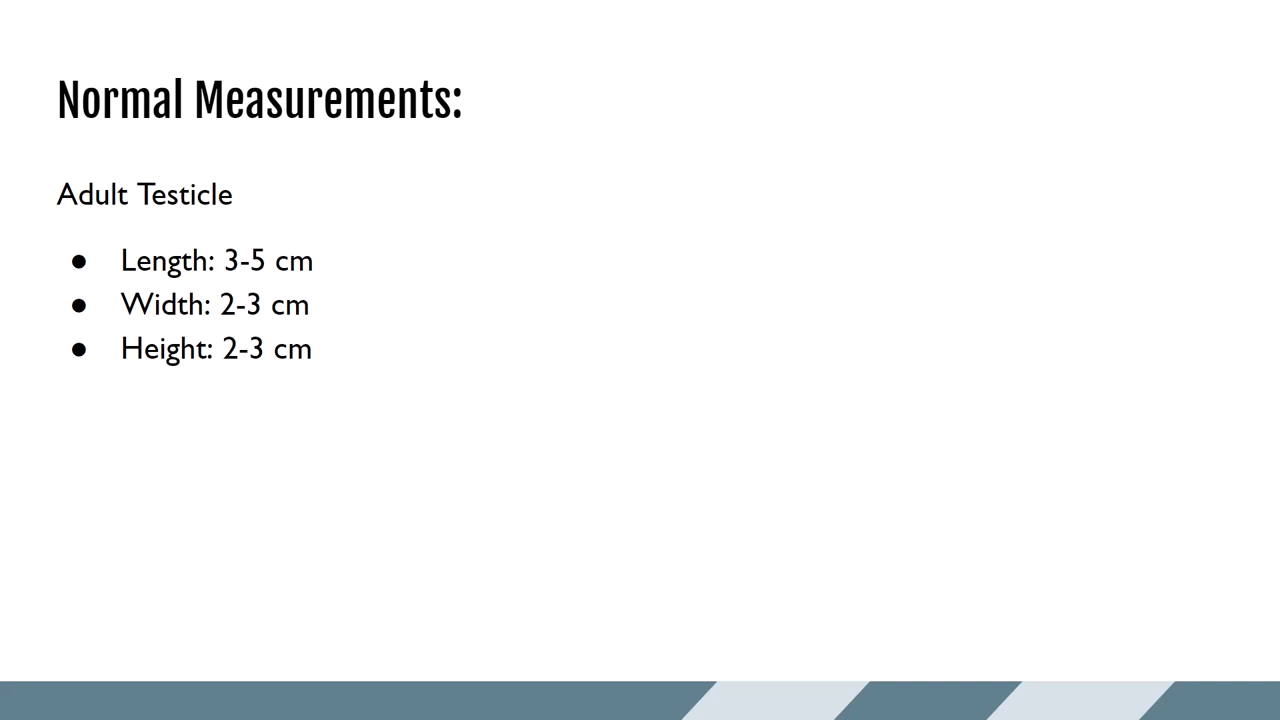 Normal Measurements:
Adult Testicle
● Length: 3-5 cm
● Width: 2-3 cm
● Height: 2-3 cm